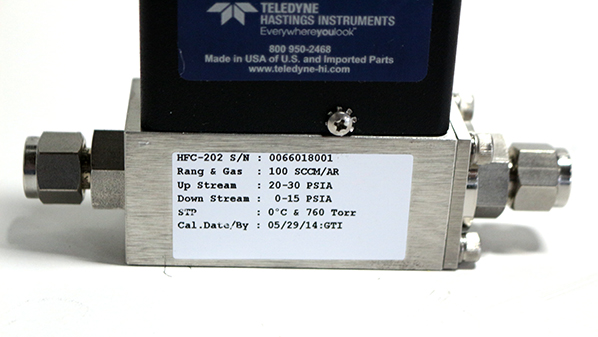 TELEDYNE
HASTINGS INSTRUMENTS
Everywhereyoulook™
800 950-2468
Made in USA of U.S. and Imported Parts
www.teledyne-hi.com
HFC-202 S/N : 0066018001
Rang & Gas : 100 SCCM/AR
Up Stream : 20-30 PSIA
Down Stream : 0-15 PSIA
STP : 0°C & 760 Torr
Cal.Date/By : 05/29/14:GTI